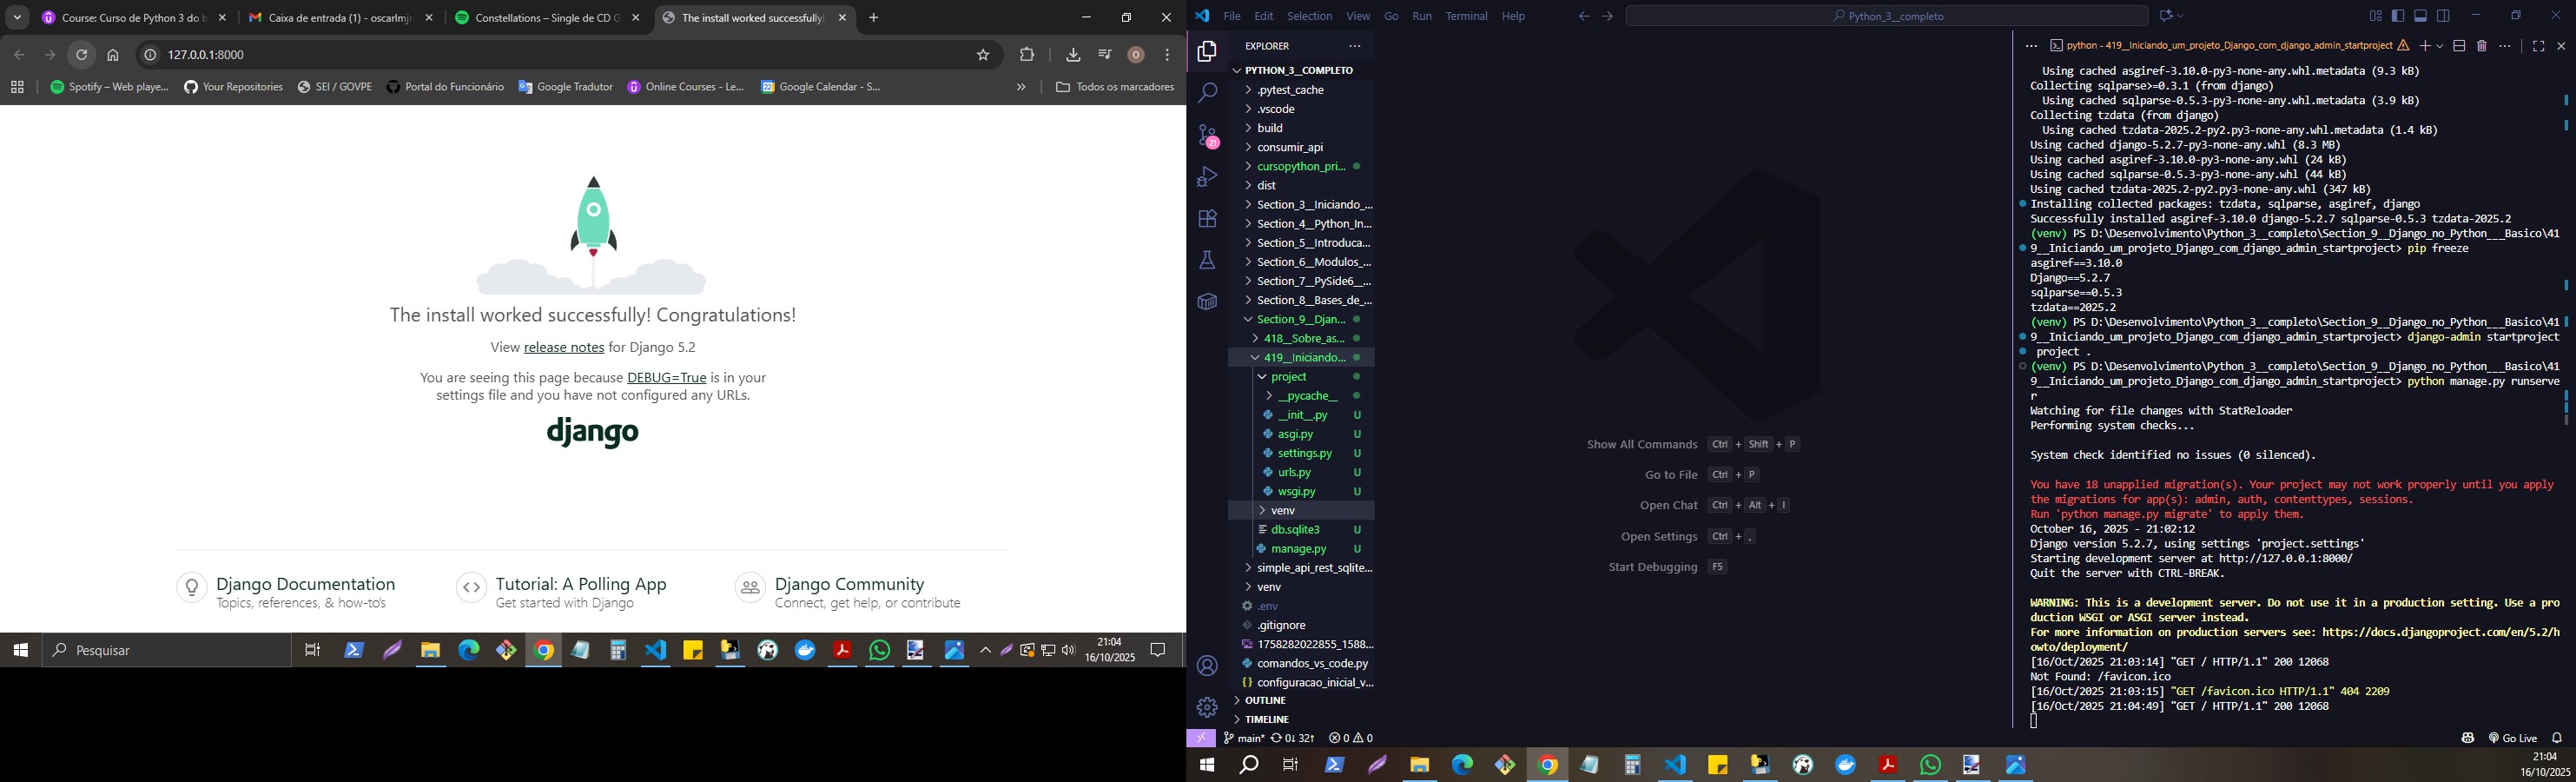 Course: Curso de Python 3 do b
Caixa de entrada (1) - oscarlmjr
Constellations – Single de CD G
The install worked successfully!
127.0.0.1:8000
Spotify – Web playe...
Your Repositories
SEI / GOVPE
Portal do Funcionário
Google Tradutor
Online Courses - Le...
Google Calendar - S...
»
Todos os marcadores
The install worked successfully! Congratulations!
View release notes for Django 5.2
You are seeing this page because DEBUG=True is in your
settings file and you have not configured any URLs.
django
Django Documentation
Topics, references, & how-to's
Tutorial: A Polling App
Get started with Django
Django Community
Connect, get help, or contribute
Pesquisar
21:04
16/10/2025
File Edit Selection View Go Run Terminal Help
Python_3__completo
EXPLORER
PYTHON_3__COMPLETO
.pytest_cache
.vscode
build
consumir_api
cursopython_pri...
dist
Section_3__Iniciando_...
Section_4__Python_In...
Section_5__Introduca...
Section_6__Modulos_...
Section_7__PySide6__...
Section_8__Bases_de_...
Section_9__Djan...
418__Sobre_as...
419__Iniciando...
project
__pycache__
__init__.py U
asgi.py U
settings.py U
urls.py U
wsgi.py U
venv
db.sqlite3 U
manage.py U
simple_api_rest_sqlite...
venv
.env
.gitignore
1758282022855_1588...
comandos_vs_code.py
configuracao_inicial_v...
OUTLINE
TIMELINE
21
main* 0↓ 32↑ 0 0
Show All Commands Ctrl + Shift + P
Go to File Ctrl + P
Open Chat Ctrl + Alt + I
Open Settings Ctrl + ,
Start Debugging F5
python - 419__Iniciando_um_projeto_Django_com_django_admin_startproject
Using cached asgiref-3.10.0-py3-none-any.whl.metadata (9.3 kB)
Collecting sqlparse>=0.3.1 (from django)
Using cached sqlparse-0.5.3-py3-none-any.whl.metadata (3.9 kB)
Collecting tzdata (from django)
Using cached tzdata-2025.2-py2.py3-none-any.whl.metadata (1.4 kB)
Using cached django-5.2.7-py3-none-any.whl (8.3 MB)
Using cached asgiref-3.10.0-py3-none-any.whl (24 kB)
Using cached sqlparse-0.5.3-py3-none-any.whl (44 kB)
Using cached tzdata-2025.2-py2.py3-none-any.whl (347 kB)
Installing collected packages: tzdata, sqlparse, asgiref, django
Successfully installed asgiref-3.10.0 django-5.2.7 sqlparse-0.5.3 tzdata-2025.2
(venv) PS D:\Desenvolvimento\Python_3__completo\Section_9__Django_no_Python___Basico\41
9__Iniciando_um_projeto_Django_com_django_admin_startproject> pip freeze
asgiref==3.10.0
Django==5.2.7
sqlparse==0.5.3
tzdata==2025.2
(venv) PS D:\Desenvolvimento\Python_3__completo\Section_9__Django_no_Python___Basico\41
9__Iniciando_um_projeto_Django_com_django_admin_startproject> django-admin startproject
project .
(venv) PS D:\Desenvolvimento\Python_3__completo\Section_9__Django_no_Python___Basico\41
9__Iniciando_um_projeto_Django_com_django_admin_startproject> python manage.py runserve
r
Watching for file changes with StatReloader
Performing system checks...
System check identified no issues (0 silenced).
You have 18 unapplied migration(s). Your project may not work properly until you apply
the migrations for app(s): admin, auth, contenttypes, sessions.
Run 'python manage.py migrate' to apply them.
October 16, 2025 - 21:02:12
Django version 5.2.7, using settings 'project.settings'
Starting development server at http://127.0.0.1:8000/
Quit the server with CTRL-BREAK.
WARNING: This is a development server. Do not use it in a production setting. Use a pro
duction WSGI or ASGI server instead.
For more information on production servers see: https://docs.djangoproject.com/en/5.2/h
owto/deployment/
[16/Oct/2025 21:03:14] "GET / HTTP/1.1" 200 12068
Not Found: /favicon.ico
[16/Oct/2025 21:03:15] "GET /favicon.ico HTTP/1.1" 404 2209
[16/Oct/2025 21:04:49] "GET / HTTP/1.1" 200 12068
Go Live
21:04
16/10/2025